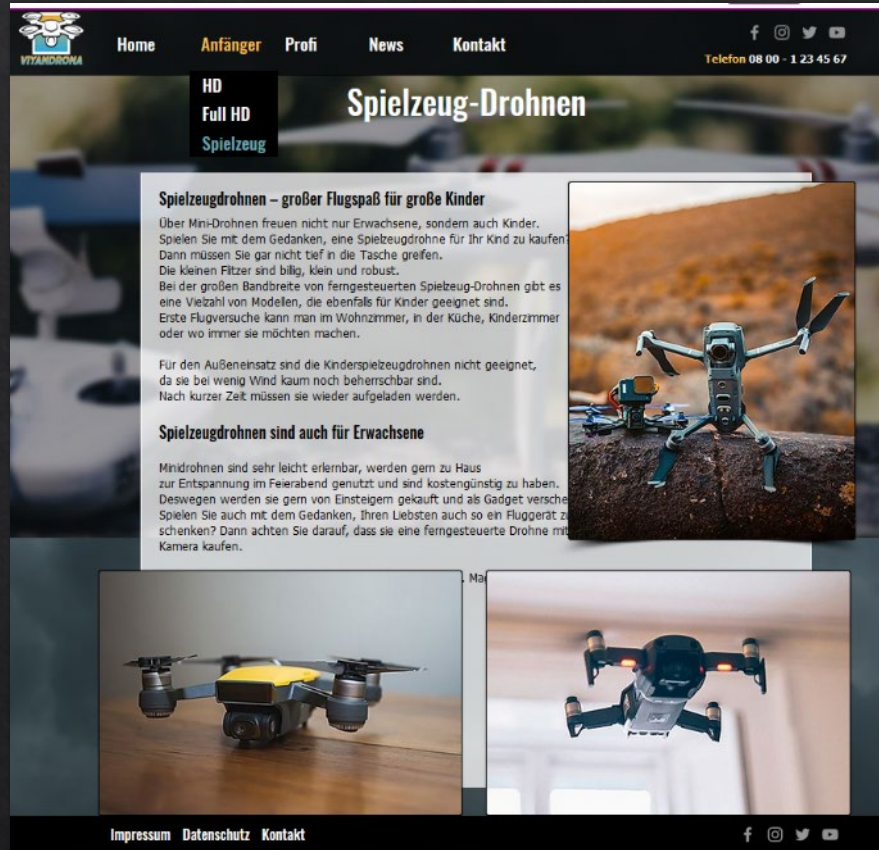 VIYANDRONA
Home Anfänger Profi News Kontakt
Telefon 08 00 - 1 23 45 67
HD
Full HD
Spielzeug
Spielzeug-Drohnen
Spielzeugdrohnen – großer Flugspaß für große Kinder
Über Mini-Drohnen freuen nicht nur Erwachsene, sondern auch Kinder.
Spielen Sie mit dem Gedanken, eine Spielzeugdrohne für Ihr Kind zu kaufen?
Dann müssen Sie gar nicht tief in die Tasche greifen.
Die kleinen Flitzer sind billig, klein und robust.
Bei der großen Bandbreite von ferngesteuerten Spielzeug-Drohnen gibt es
eine Vielzahl von Modellen, die ebenfalls für Kinder geeignet sind.
Erste Flugversuche kann man im Wohnzimmer, in der Küche, Kinderzimmer
oder wo immer sie möchten machen.
Für den Außeneinsatz sind die Kinderspielzeugdrohnen nicht geeignet,
da sie bei wenig Wind kaum noch beherrschbar sind.
Nach kurzer Zeit müssen sie wieder aufgeladen werden.
Spielzeugdrohnen sind auch für Erwachsene
Minidrohnen sind sehr leicht erlernbar, werden gern zu Haus
zur Entspannung im Feierabend genutzt und sind kostengünstig zu haben.
Deswegen werden sie gern von Einsteigern gekauft und als Gadget versche
Spielen Sie auch mit dem Gedanken, Ihren Liebsten auch so ein Fluggerät z
schenken? Dann achten Sie darauf, dass sie eine ferngesteuerte Drohne mit
Kamera kaufen.
. Ma
Impressum Datenschutz Kontakt